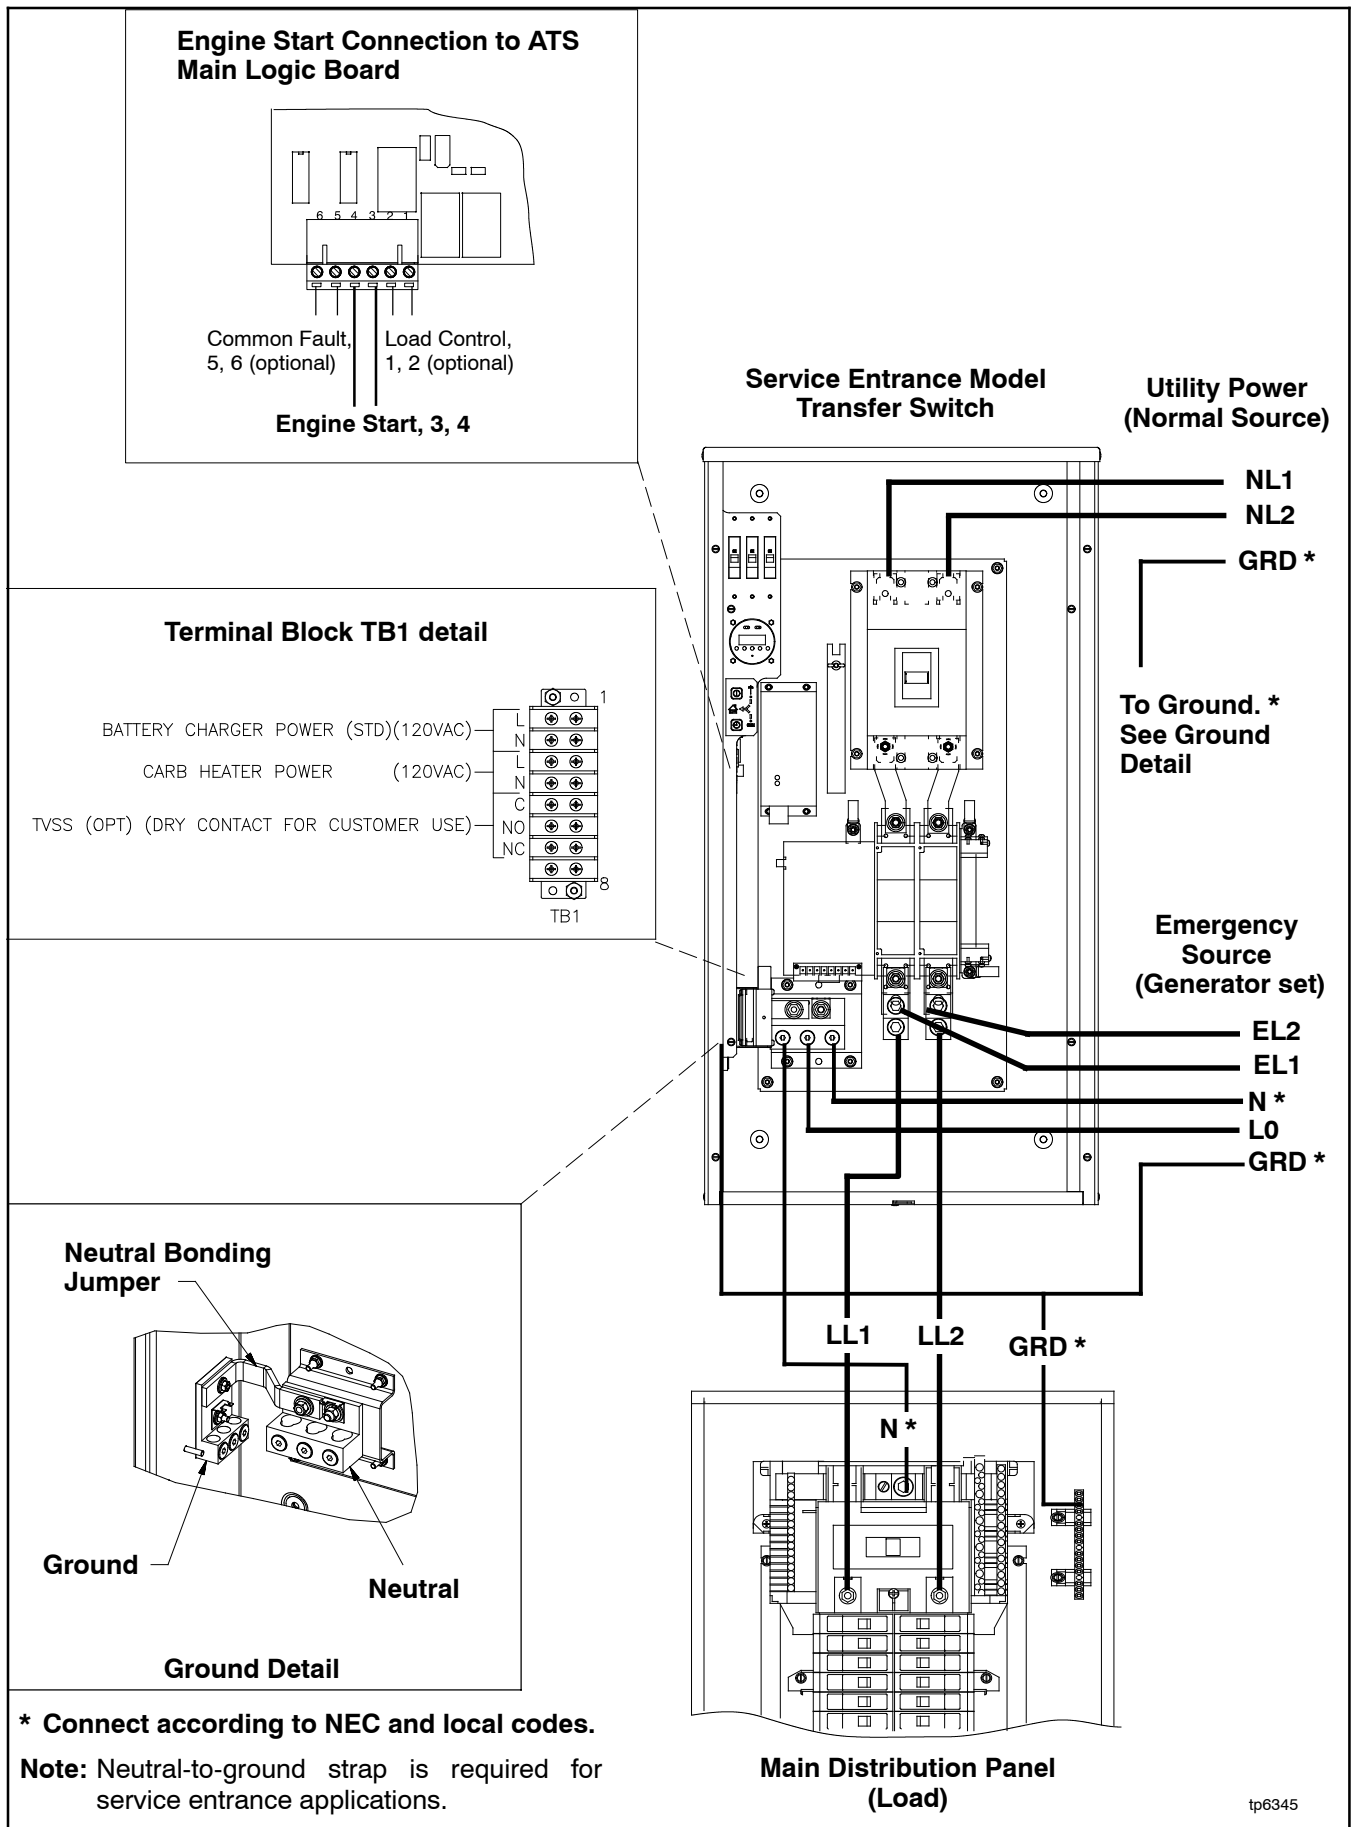 Engine Start Connection to ATS
Main Logic Board
6 5 4 3 2 1
Common Fault,
5, 6 (optional)
Load Control,
1, 2 (optional)
Engine Start, 3, 4
Service Entrance Model
Transfer Switch
Utility Power
(Normal Source)
NL1
NL2
GRD *
To Ground. *
See Ground
Detail
Terminal Block TB1 detail
1
BATTERY CHARGER POWER (STD)(120VAC)
L
N
CARB HEATER POWER (120VAC)
L
N
TVSS (OPT) (DRY CONTACT FOR CUSTOMER USE)
C
NO
NC
8
TB1
Emergency
Source
(Generator set)
EL2
EL1
N *
L0
GRD *
Neutral Bonding
Jumper
Ground
Neutral
Ground Detail
LL1
LL2
GRD *
N *
* Connect according to NEC and local codes.
Note: Neutral-to-ground strap is required for
service entrance applications.
Main Distribution Panel
(Load)
tp6345